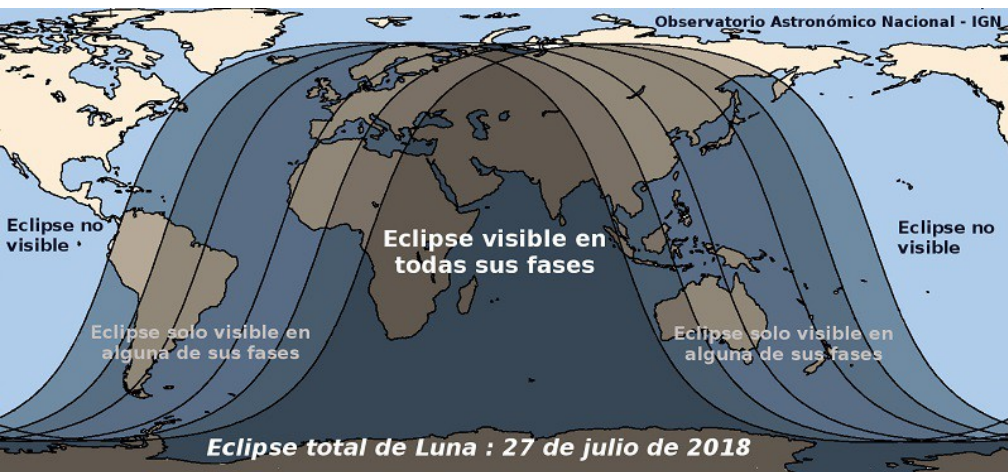 Observatorio Astronómico Nacional - IGN
Eclipse no
visible
Eclipse visible en
todas sus fases
Eclipse no
visible
Eclipse solo visible en
alguna de sus fases
Eclipse solo visible en
alguna de sus fases
Eclipse total de Luna : 27 de julio de 2018